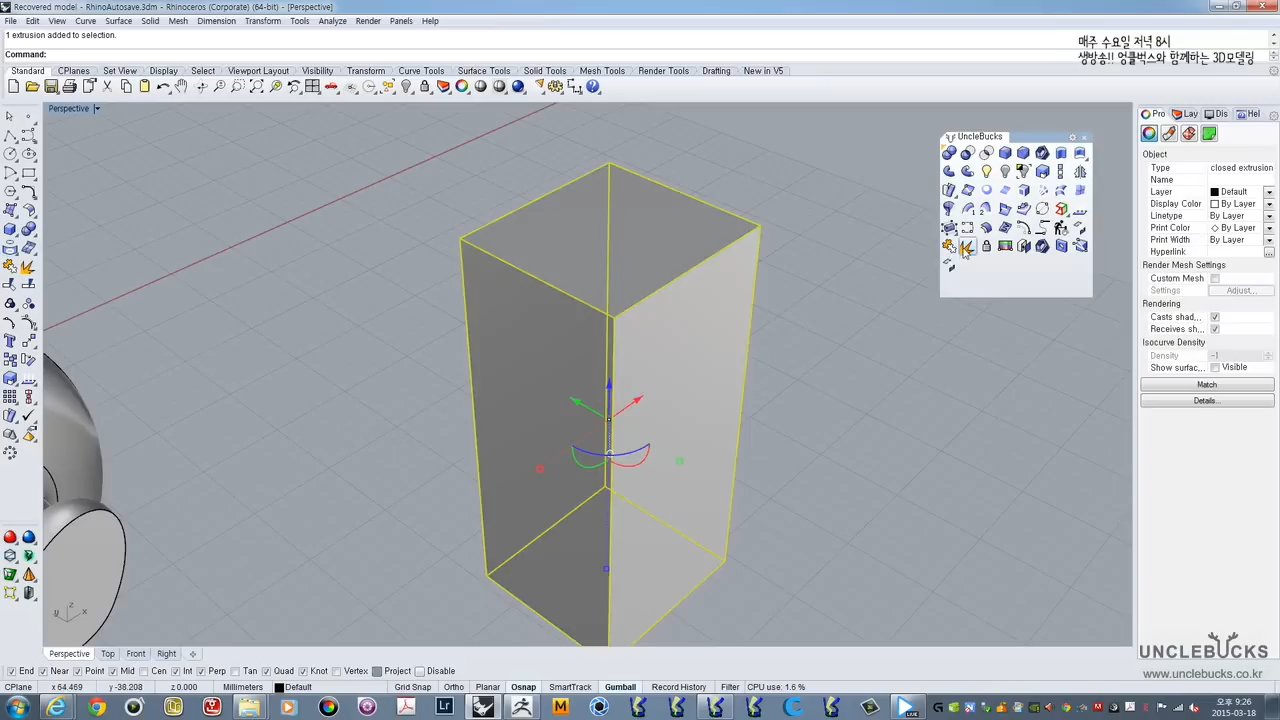 Recovered model - RhinoAutosave.3dm - Rhinoceros (Corporate) (64-bit) - [Perspective]
File Edit View Curve Surface Solid Mesh Dimension Transform Tools Analyze Render Panels Help
1 extrusion added to selection.
Command:
매주 수요일 저녁 8시
생방송!! 엉클벅스와 함께하는 3D모델링
Standard CPlanes Set View Display Select Viewport Layout Visibility Transform Curve Tools Surface Tools Solid Tools Mesh Tools Render Tools Drafting New in V5
Perspective
UncleBucks
Pro Lay Dis Hel
Object
Type closed extrusion
Name
Layer Default
Display Color By Layer
Linetype By Layer
Print Color By Layer
Print Width By Layer
Hyperlink
Render Mesh Settings
Custom Mesh
Settings Adjust...
Rendering
Casts shad...
Receives sh...
Isocurve Density
Density -1
Show surfac... Visible
Match
Details...
z
y x
Perspective Top Front Right
End Near Point Mid Cen Int Perp Tan Quad Knot Vertex Project Disable
CPlane x 64.469 y -38.208 z 0.000 Millimeters Default Grid Snap Ortho Planar Osnap SmartTrack Gumball Record History Filter CPU use: 1.6 %
UNCLEBUCKS
www.unclebucks.co.kr
Lr
M
LIVE
오후 9:26
2015-03-18